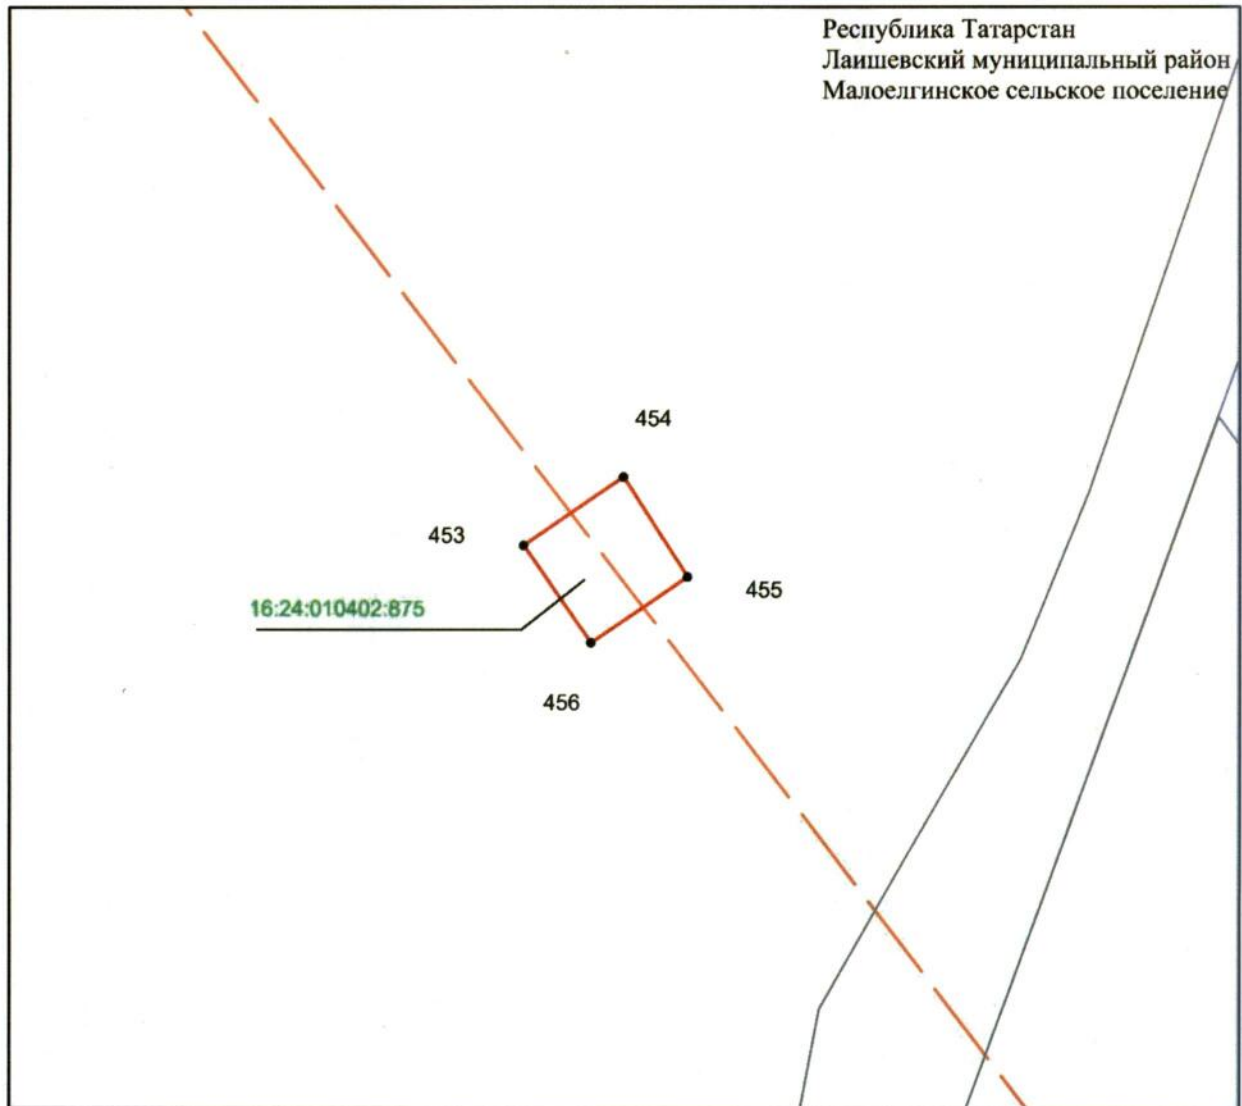 Республика Татарстан
Лаишевский муниципальный район
Малоелгинское сельское поселение
454
453
455
16:24:010402:875
456